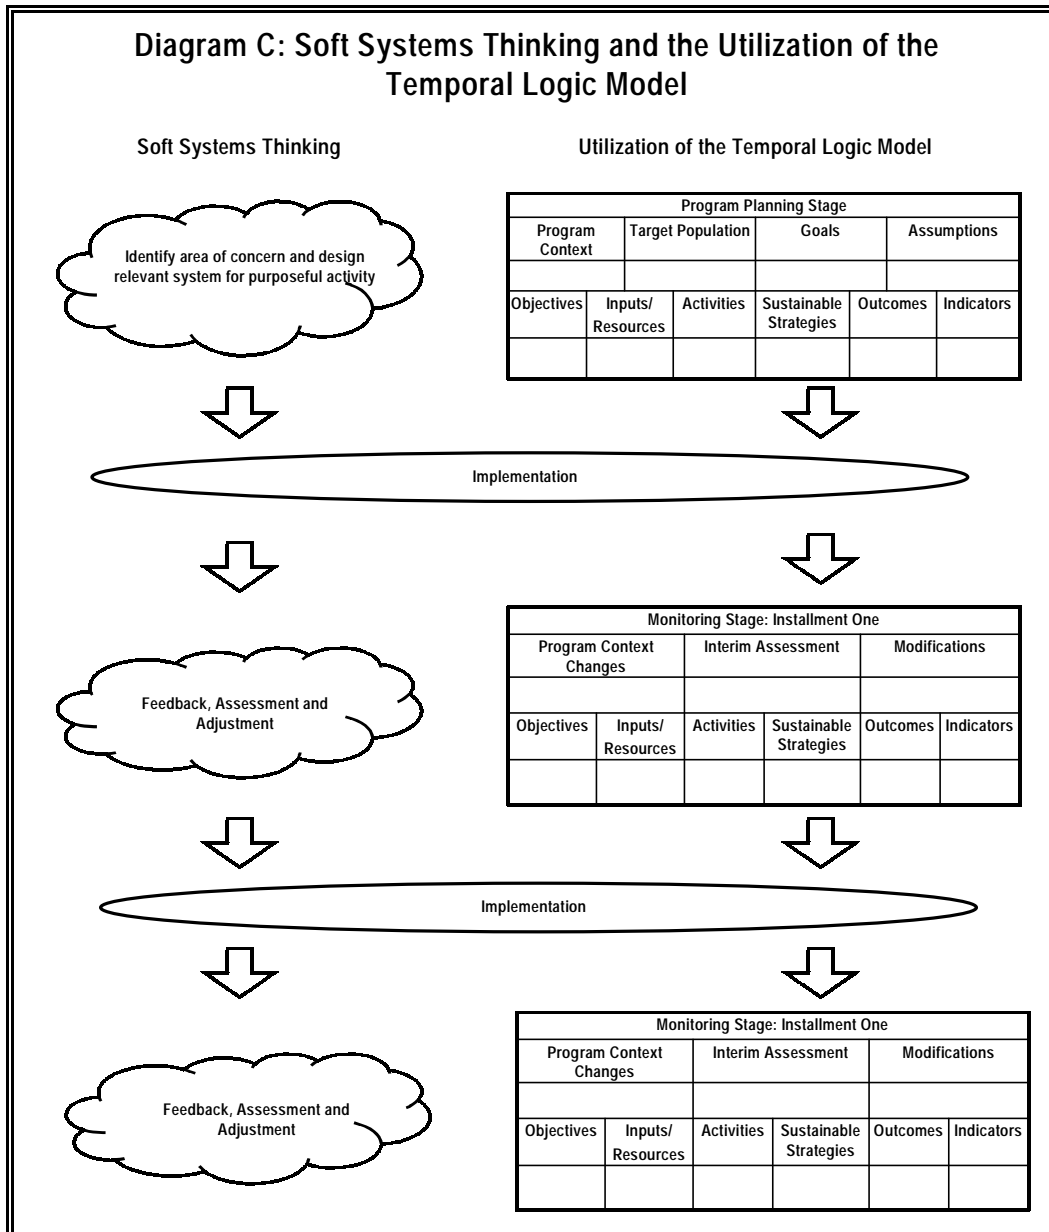 Diagram C: Soft Systems Thinking and the Utilization of the
Temporal Logic Model
Soft Systems Thinking
Utilization of the Temporal Logic Model
Identify area of concern and design
relevant system for purposeful activity
Program Planning Stage
Program
Context
Target Population
Goals
Assumptions
Objectives
Inputs/
Resources
Activities
Sustainable
Strategies
Outcomes
Indicators
Implementation
Feedback, Assessment and
Adjustment
Monitoring Stage: Installment One
Program Context
Changes
Interim Assessment
Modifications
Objectives
Inputs/
Resources
Activities
Sustainable
Strategies
Outcomes
Indicators
Implementation
Feedback, Assessment and
Adjustment
Monitoring Stage: Installment One
Program Context
Changes
Interim Assessment
Modifications
Objectives
Inputs/
Resources
Activities
Sustainable
Strategies
Outcomes
Indicators